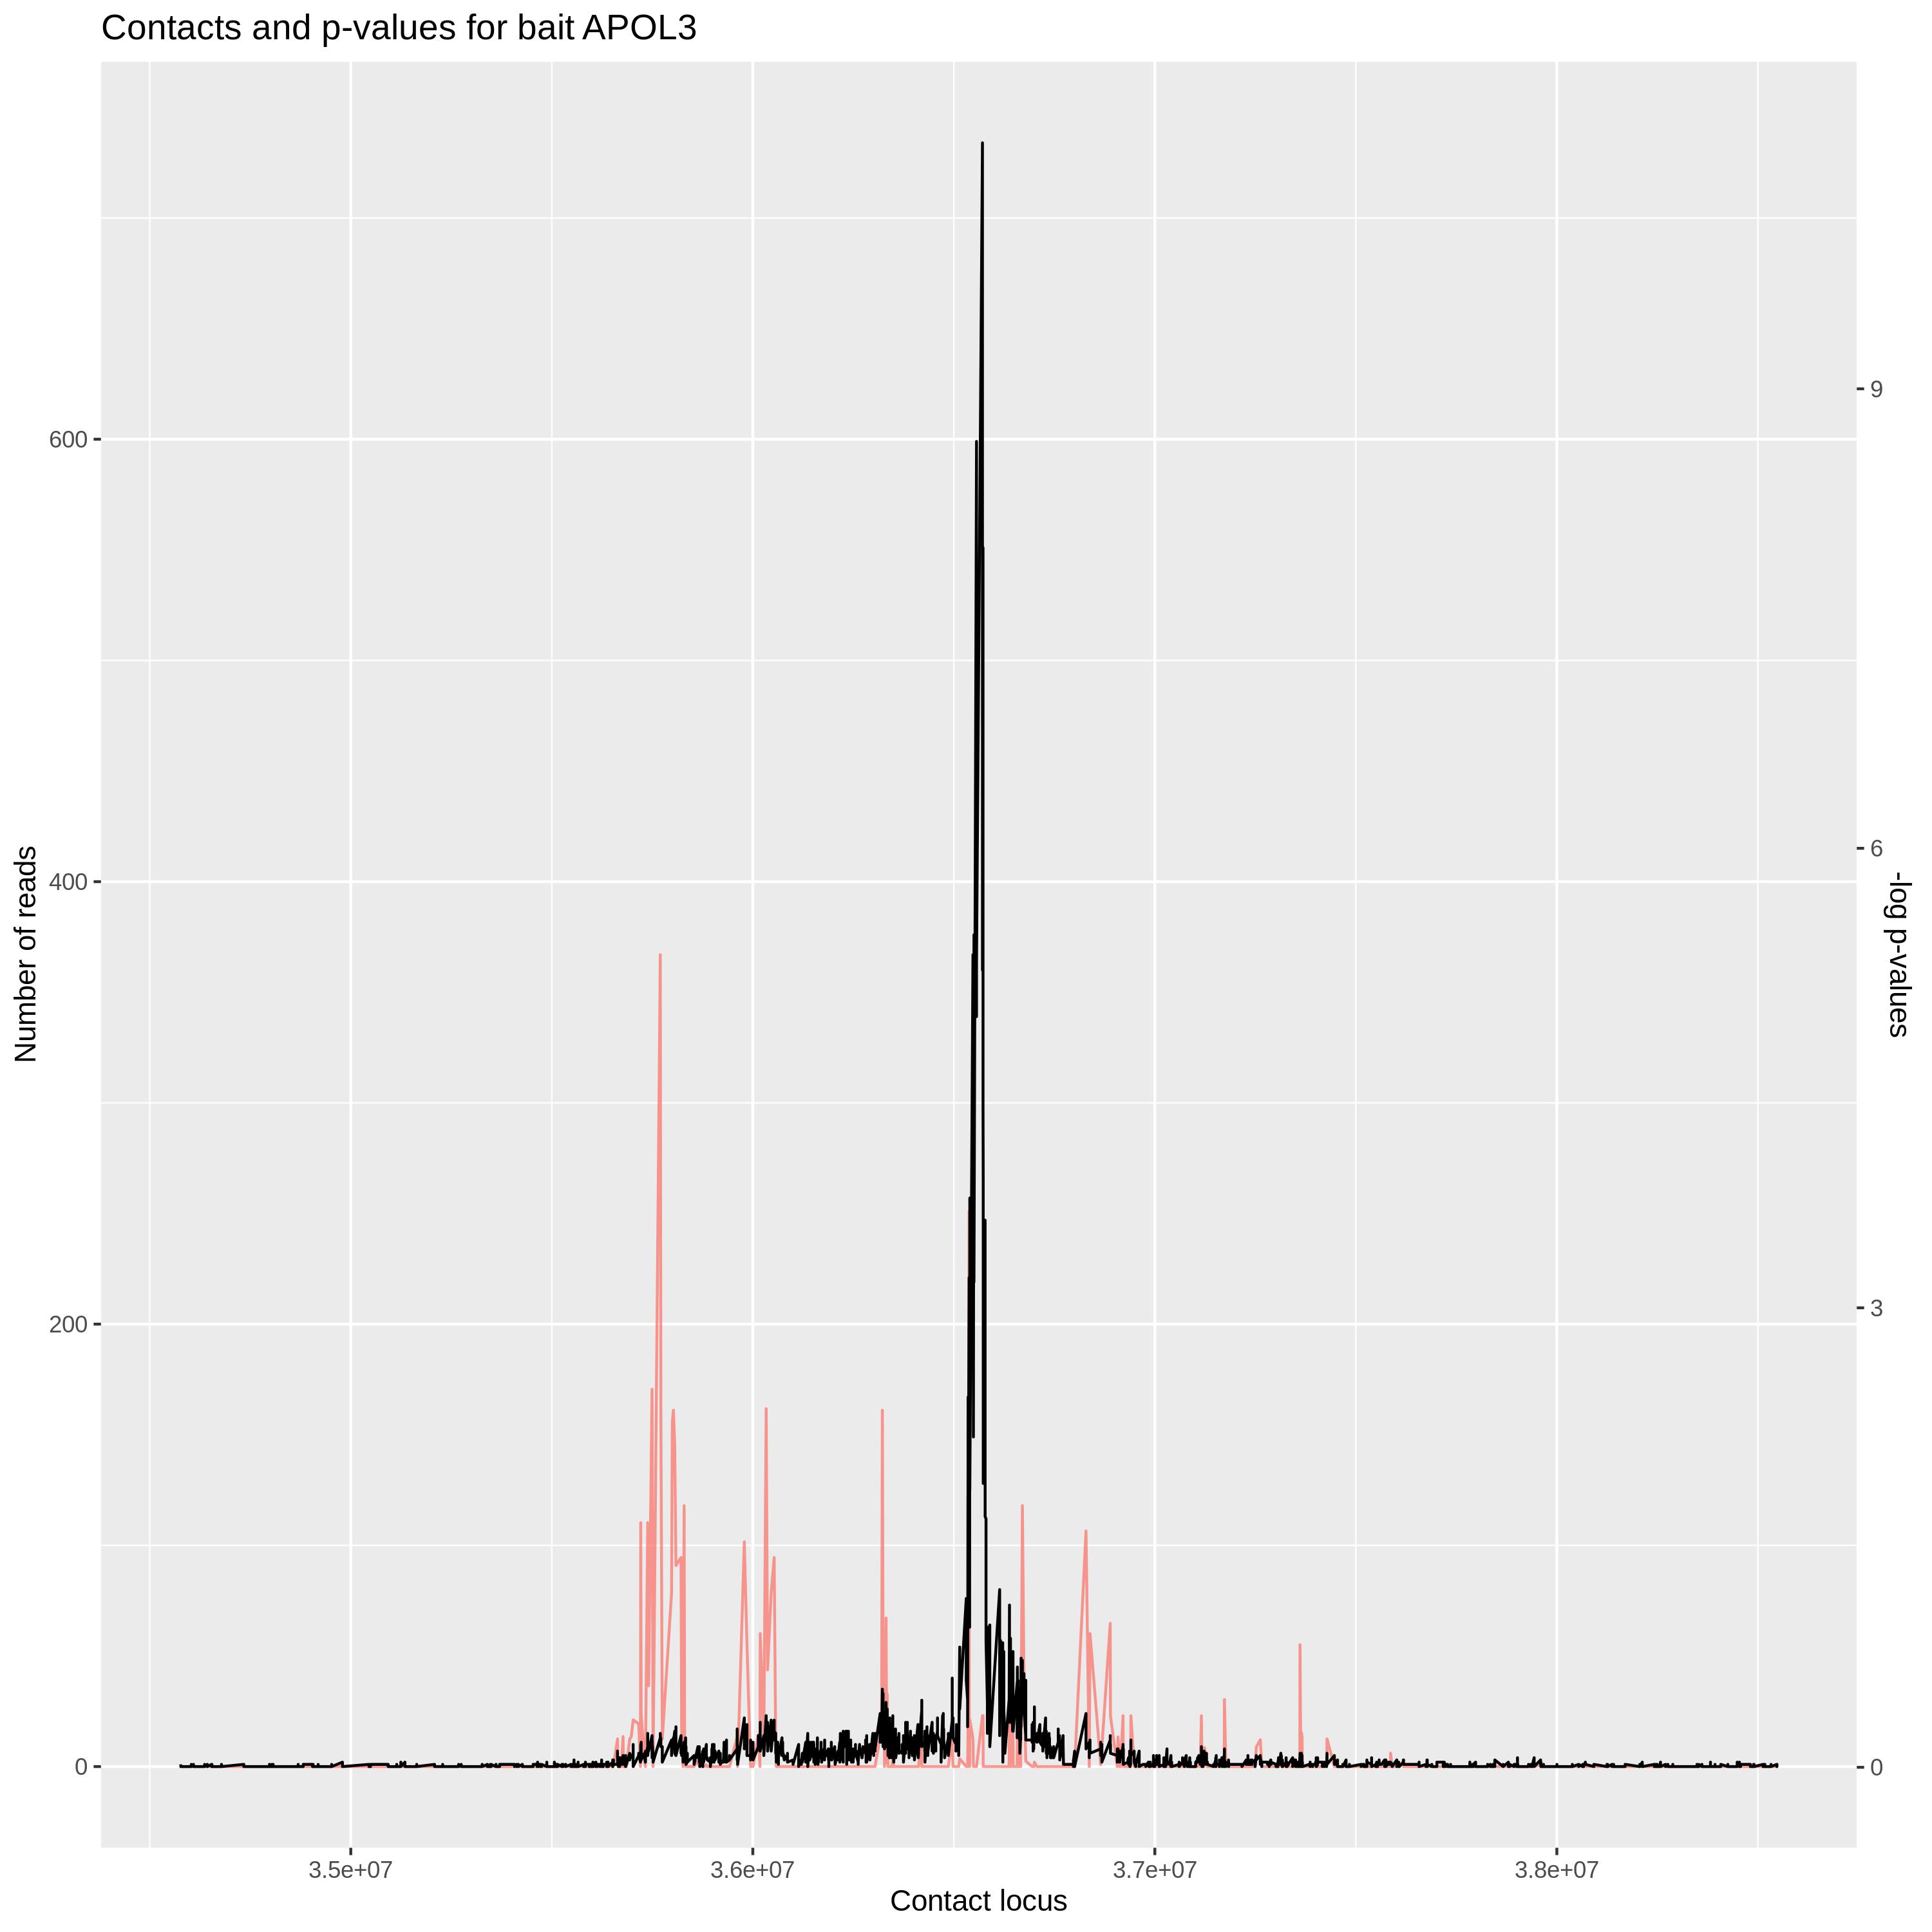 Contacts and p-values for bait APOL3
Number of reads
600
400
200
0
9
6
3
0
-log p-values
3.5e+07
3.6e+07
3.7e+07
3.8e+07
Contact locus